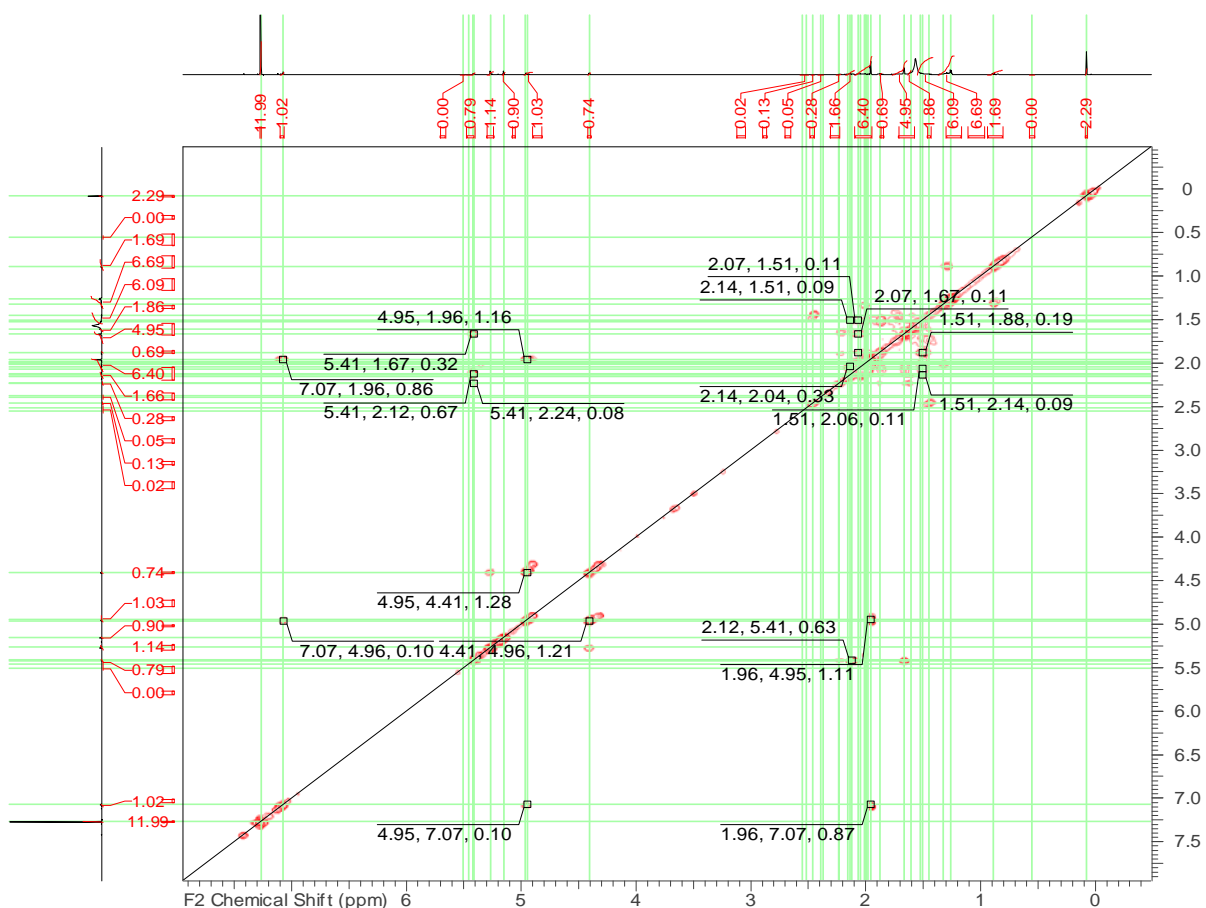 41.99 1.02 0.00 0.79 1.14 0.90 1.03 0.74 0.02 0.13 0.05 0.28 1.66 6.40 0.69 4.95 1.86 6.09 6.69 1.69 0.00 2.29
2.29
0.00
1.69
6.69
6.09
1.86
4.95
0.69
6.40
1.66
0.28
0.05
0.13
0.02
0.74
1.03
0.90
1.14
0.79
0.00
1.02
11.99
2.07, 1.51, 0.11
2.14, 1.51, 0.09
2.07, 1.67, 0.11
4.95, 1.96, 1.16
1.51, 1.88, 0.19
5.41, 1.67, 0.32
7.07, 1.96, 0.86
2.14, 2.04, 0.33
5.41, 2.12, 0.67
5.41, 2.24, 0.08
1.51, 2.06, 0.11
1.51, 2.14, 0.09
4.95, 4.41, 1.28
2.12, 5.41, 0.63
7.07, 4.96, 0.10
4.41, 4.96, 1.21
1.96, 4.95, 1.11
4.95, 7.07, 0.10
1.96, 7.07, 0.87
0
0.5
1.0
1.5
2.0
2.5
3.0
3.5
4.0
4.5
5.0
5.5
6.0
6.5
7.0
7.5
F2 Chemical Shift (ppm) 6 5 4 3 2 1 0